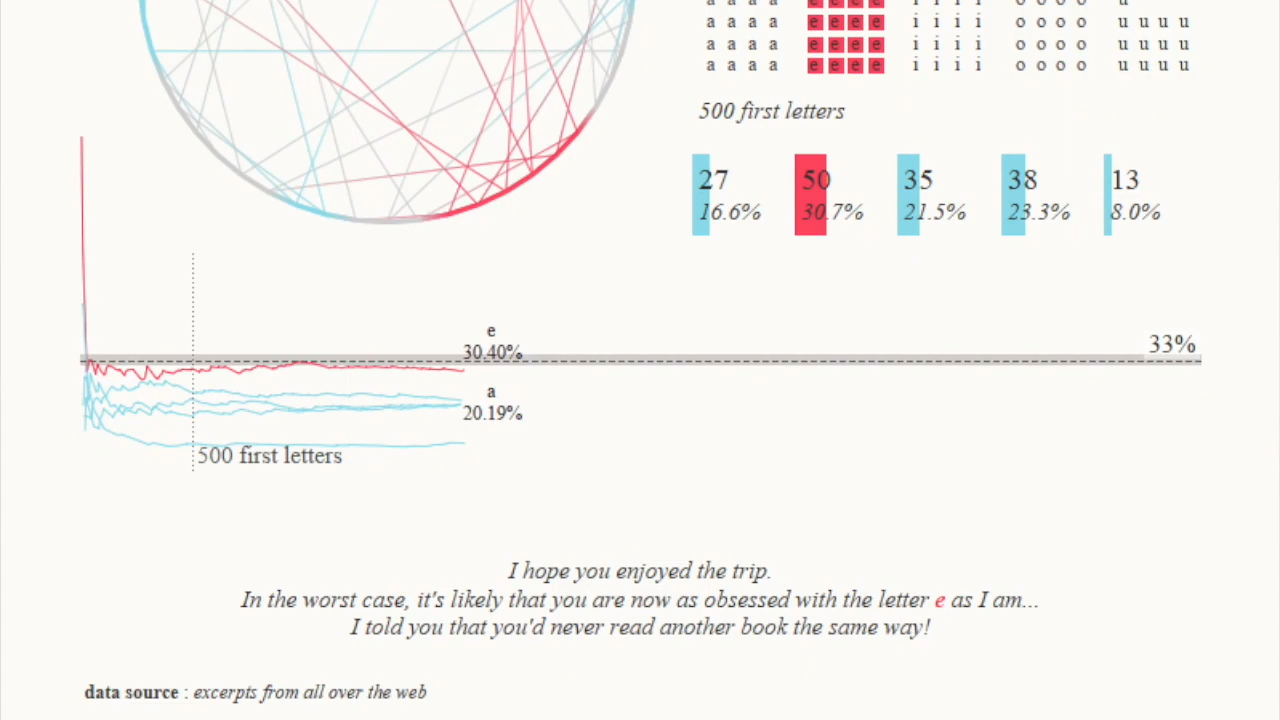 a a a a e e e e i i i i o o o o u
a a a a e e e e i i i i o o o o u u u u
a a a a e e e e i i i i o o o o u u u u
a a a a e e e e i i i i o o o o u u u u
500 first letters
27 50 35 38 13
16.6% 30.7% 21.5% 23.3% 8.0%
e
30.40%
33%
a
20.19%
500 first letters
I hope you enjoyed the trip.
In the worst case, it's likely that you are now as obsessed with the letter e as I am...
I told you that you'd never read another book the same way!
data source : excerpts from all over the web